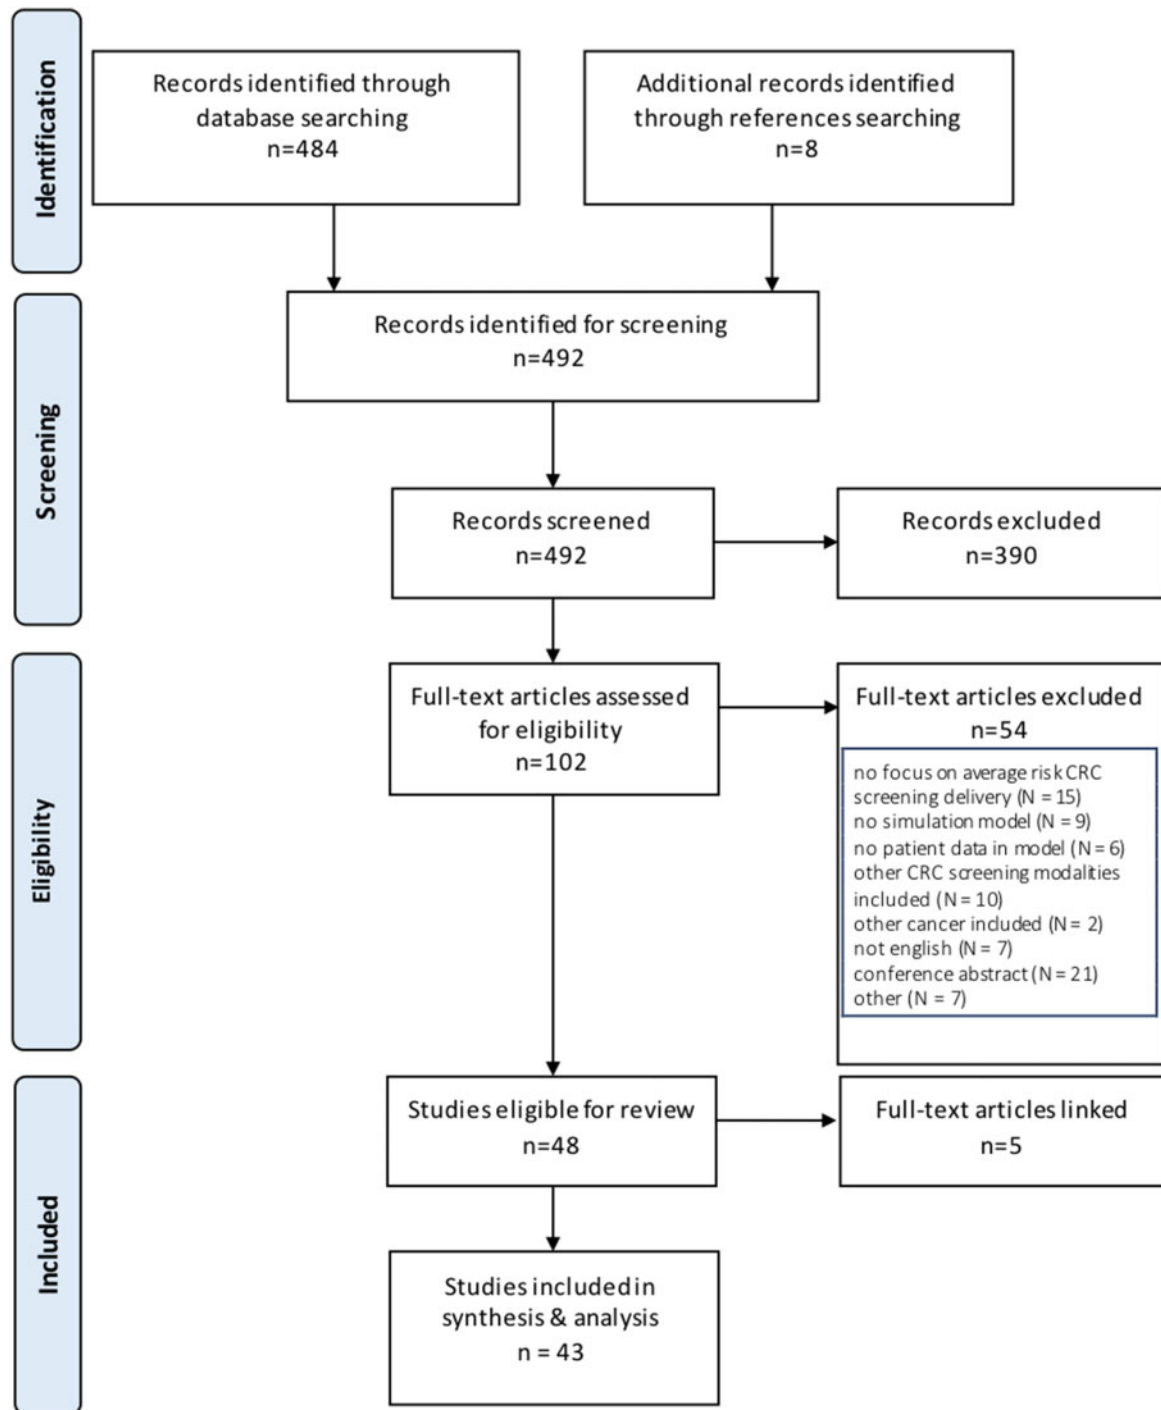 Identification
Records identified through
database searching
n=484
Additional records identified
through references searching
n=8
Screening
Records identified for screening
n=492
Records screened
n=492
Records excluded
n=390
Eligibility
Full-text articles assessed
for eligibility
n=102
Full-text articles excluded
n=54
no focus on average risk CRC
screening delivery (N = 15)
no simulation model (N = 9)
no patient data in model (N = 6)
other CRC screening modalities
included (N = 10)
other cancer included (N = 2)
not english (N = 7)
conference abstract (N = 21)
other (N = 7)
Included
Studies eligible for review
n=48
Full-text articles linked
n=5
Studies included in
synthesis & analysis
n = 43